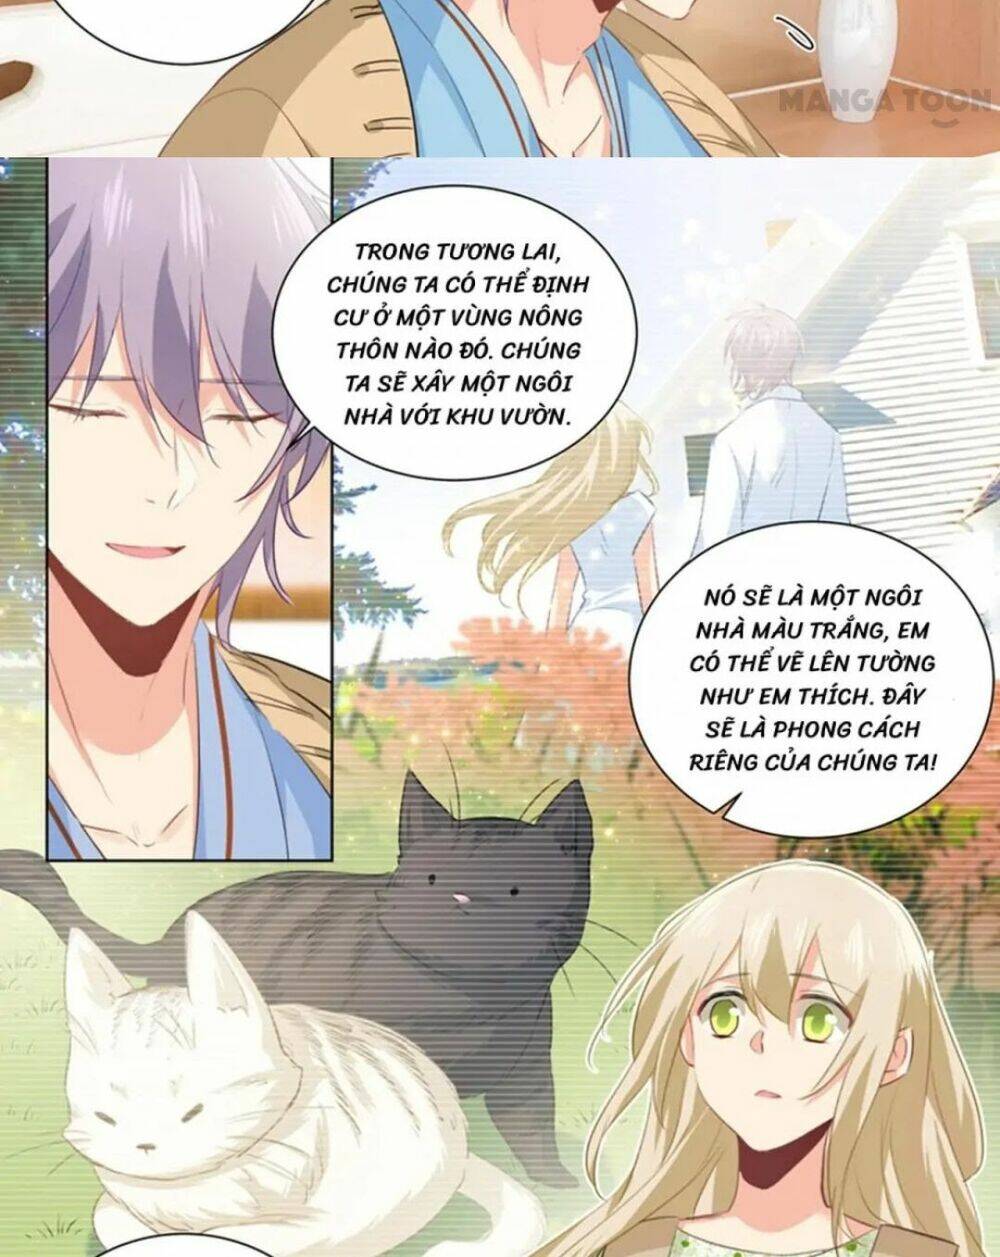 MANGA TOON
TRONG TƯƠNG LAI,
CHÚNG TA CÓ THỂ ĐỊNH
CƯ Ở MỘT VÙNG NÔNG
THÔN NÀO ĐÓ. CHÚNG
TA SẼ XÂY MỘT NGÔI
NHÀ VỚI KHU VƯỜN.
NÓ SẼ LÀ MỘT NGÔI
NHÀ MÀU TRẮNG, EM
CÓ THỂ VẼ LÊN TƯỜNG
NHƯ EM THÍCH. ĐÂY
SẼ LÀ PHONG CÁCH
RIÊNG CỦA CHÚNG TA!